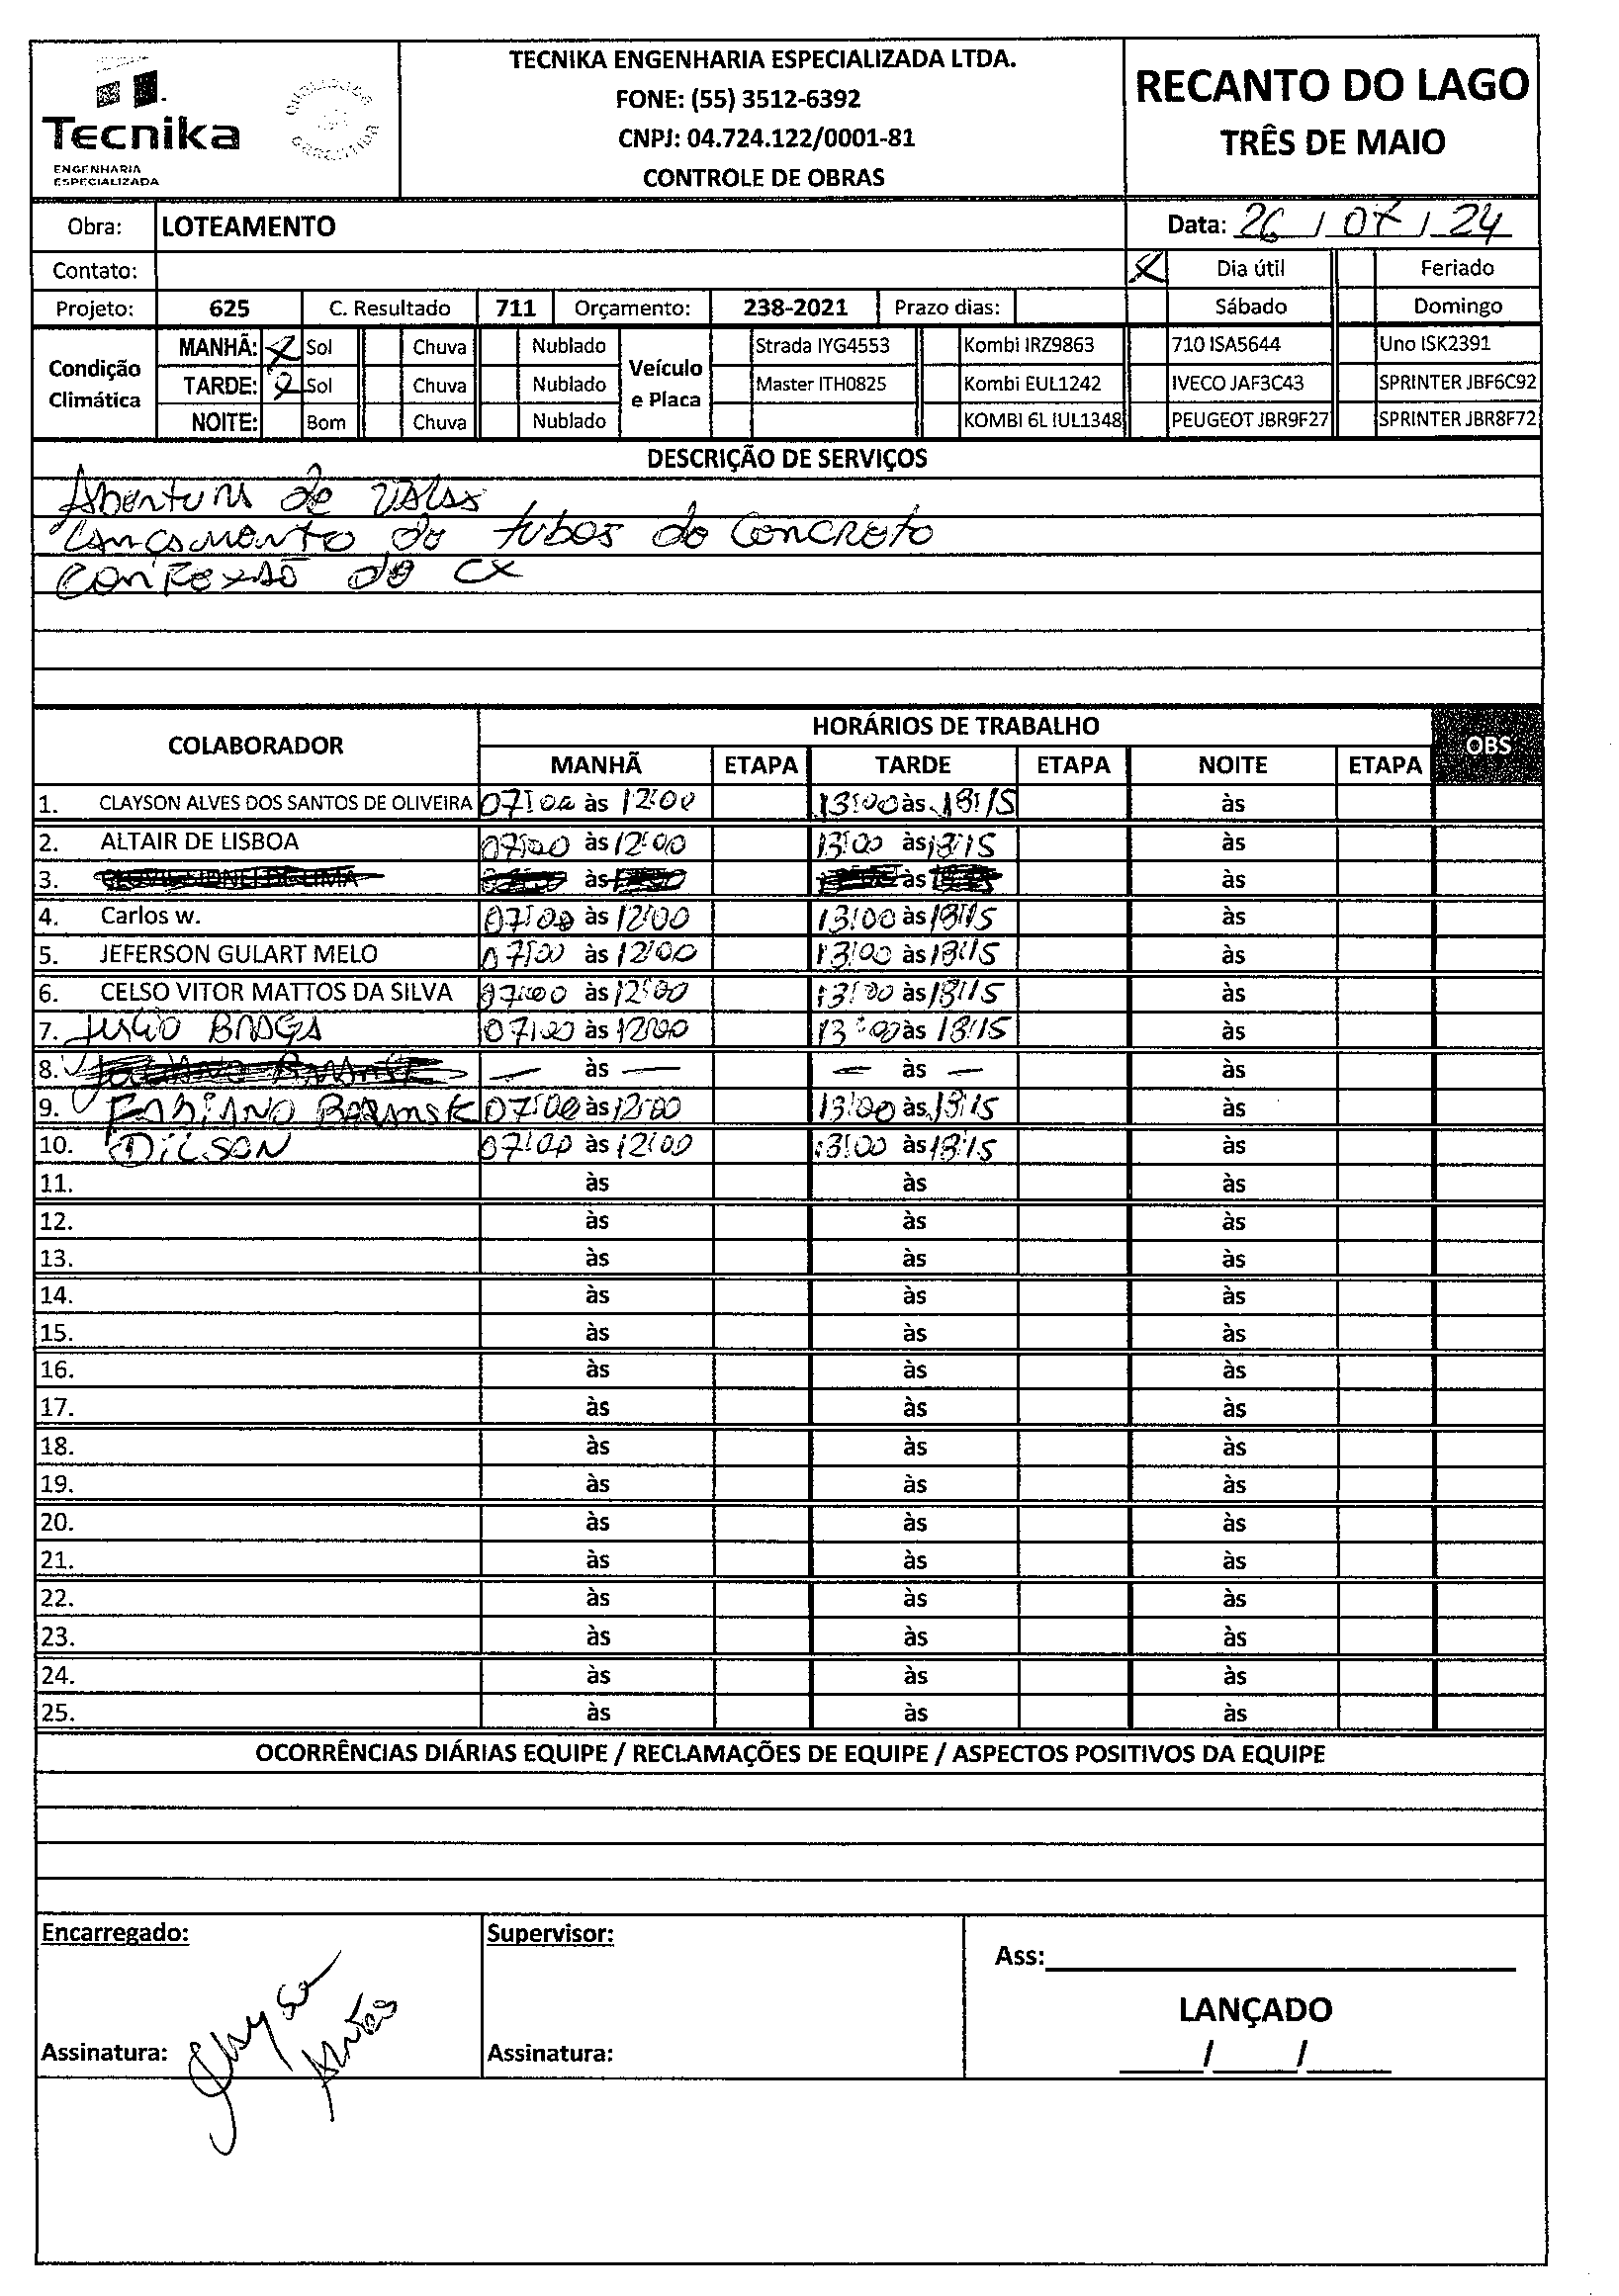 TECNIKA ENGENHARIA ESPECIALIZADA LTDA.
FONE: (55) 3512-6392
CNPJ: 04.724.122/0001-81
CONTROLE DE OBRAS
Tecnika
ENGENHARIA
ESPECIALIZADA
RECANTO DO LAGO
TRÊS DE MAIO
Obra: LOTEAMENTO Data: 26 / 07 / 24
Contato: X Dia útil Feriado
Projeto: 625 C. Resultado 711 Orçamento: 238-2021 Prazo dias: Sábado Domingo
Condição Climática Veículo e Placa
MANHÃ: X Sol Chuva Nublado Strada IYG4553 Kombi IRZ9863 710 ISA5644 Uno ISK2391
TARDE: X Sol Chuva Nublado Master ITH0825 Kombi EUL1242 IVECO JAF3C43 SPRINTER JBF6C92
NOITE: Bom Chuva Nublado KOMBI 6L IUL1348 PEUGEOT JBR9F27 SPRINTER JBR8F72
DESCRIÇÃO DE SERVIÇOS
Abertura de valas
Lançamento de tubos de concreto
Confexsão de CX
COLABORADOR HORÁRIOS DE TRABALHO OBS
MANHÃ ETAPA TARDE ETAPA NOITE ETAPA
1. CLAYSON ALVES DOS SANTOS DE OLIVEIRA 07:00 às 12:00 13:00 às 18:15 às
2. ALTAIR DE LISBOA 07:00 às 12:00 13:00 às 18:15 às
3. às às às
4. Carlos w. 07:00 às 12:00 13:00 às 18:15 às
5. JEFERSON GULART MELO 07:00 às 12:00 13:00 às 18:15 às
6. CELSO VITOR MATTOS DA SILVA 07:00 às 12:00 13:00 às 18:15 às
7. BRAGA 07:00 às 12:00 13:00 às 18:15 às
8. — às — — às — às
9. FABIANO 07:00 às 12:00 13:00 às 18:15 às
10. DILSON 07:00 às 12:00 13:00 às 18:15 às
11. às às às
12. às às às
13. às às às
14. às às às
15. às às às
16. às às às
17. às às às
18. às às às
19. às às às
20. às às às
21. às às às
22. às às às
23. às às às
24. às às às
25. às às às
OCORRÊNCIAS DIÁRIAS EQUIPE / RECLAMAÇÕES DE EQUIPE / ASPECTOS POSITIVOS DA EQUIPE
Encarregado: Supervisor: Ass:
LANÇADO
Assinatura: Assinatura: / /